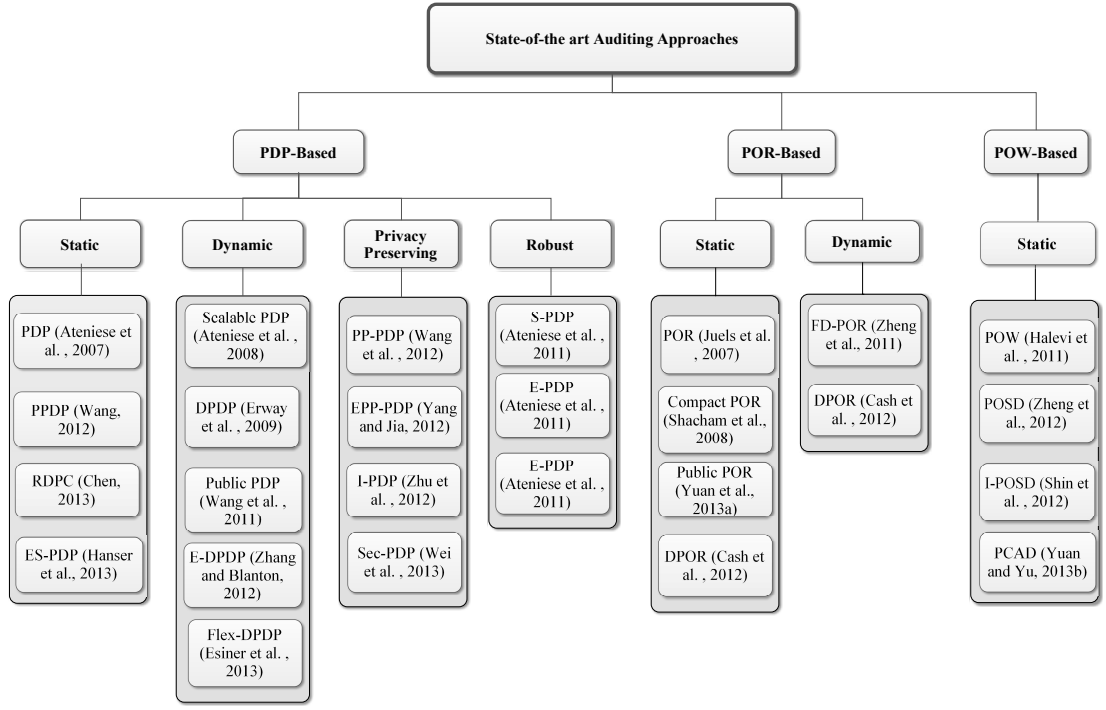 State-of-the art Auditing Approaches
PDP-Based
POR-Based
POW-Based
Static
Dynamic
Privacy
Preserving
Robust
Static
Dynamic
Static
PDP (Ateniese et
al. , 2007)
PPDP (Wang,
2012)
RDPC (Chen,
2013)
ES-PDP (Hanser
et al., 2013)
Scalable PDP
(Ateniese et al. ,
2008)
DPDP (Erway
et al. , 2009)
Public PDP
(Wang et al. ,
2011)
E-DPDP (Zhang
and Blanton,
2012)
Flex-DPDP
(Esiner et al. ,
2013)
PP-PDP (Wang
et al. , 2012)
EPP-PDP (Yang
and Jia, 2012)
I-PDP (Zhu et
al. , 2012)
Sec-PDP (Wei
et al. , 2013)
S-PDP
(Ateniese et al. ,
2011)
E-PDP
(Ateniese et al. ,
2011)
E-PDP
(Ateniese et al. ,
2011)
POR (Juels et al. ,
2007)
Compact POR
(Shacham et al.,
2008)
Public POR
(Yuan et al.,
2013a)
DPOR (Cash et
al. , 2012)
FD-POR (Zheng
et al., 2011)
DPOR (Cash et
al. , 2012)
POW (Halevi et
al. , 2011)
POSD (Zheng
et al., 2012)
I-POSD (Shin et
al. , 2012)
PCAD (Yuan
and Yu, 2013b)